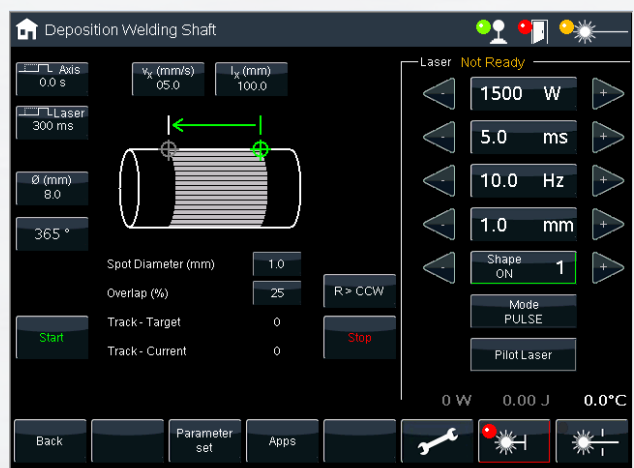 Deposition Welding Shaft
Axis
0.0 s
vx (mm/s)
05.0
lx (mm)
100.0
Laser
300 ms
Ø (mm)
8.0
365 °
Spot Diameter (mm) 1.0
Overlap (%) 25
R > CCW
Track - Target 0
Track - Current 0
Start
Stop
Laser Not Ready
- 1500 W +
- 5.0 ms +
- 10.0 Hz +
- 1.0 mm +
- Shape
ON 1 +
Mode
PULSE
Pilot Laser
0 W 0.00 J 0.0°C
Back
Parameter
set
Apps